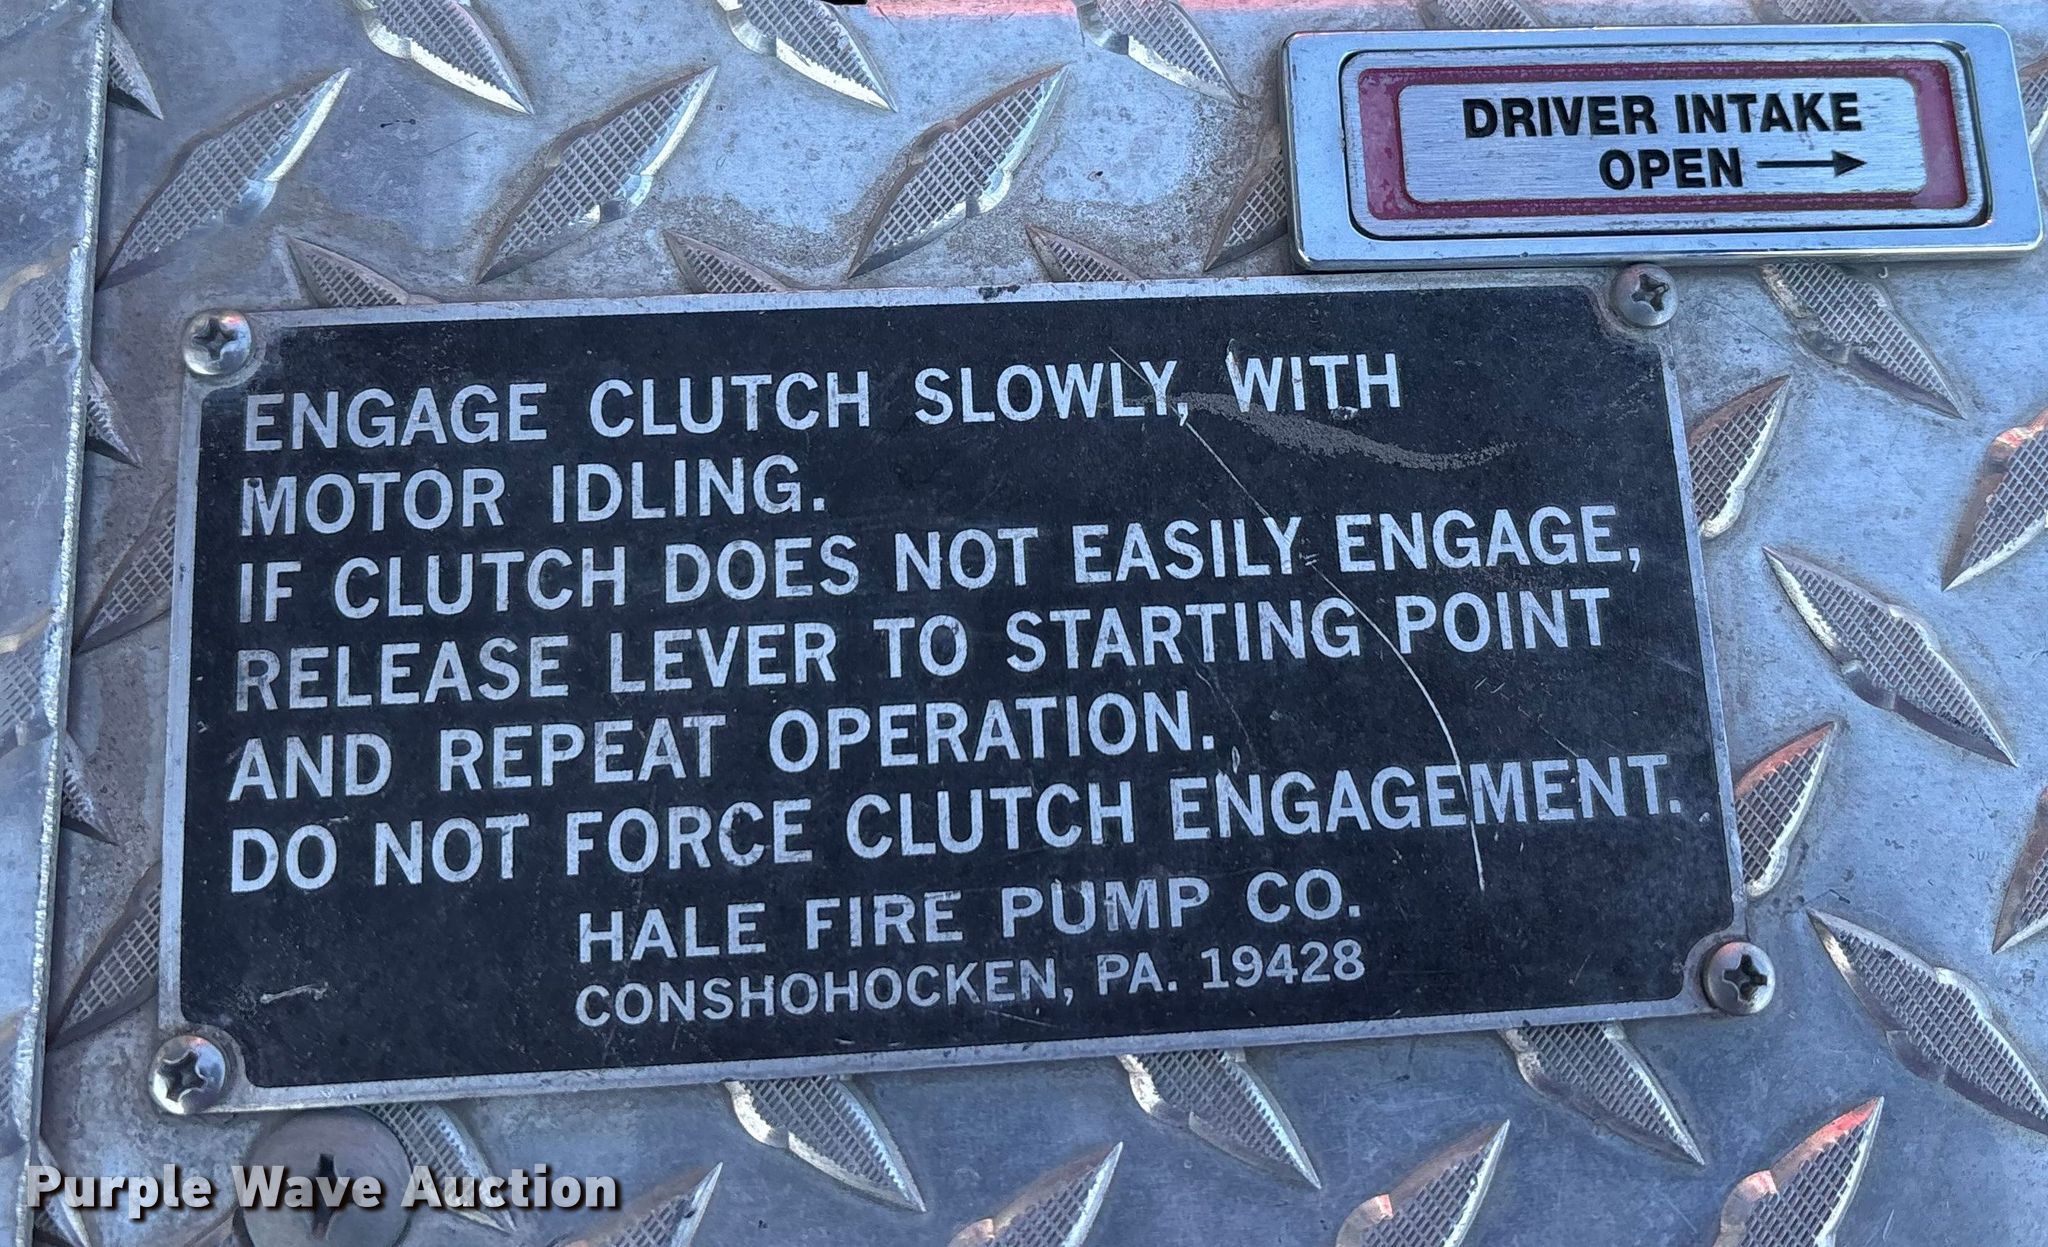 DRIVER INTAKE
OPEN →
ENGAGE CLUTCH SLOWLY, WITH
MOTOR IDLING.
IF CLUTCH DOES NOT EASILY ENGAGE,
RELEASE LEVER TO STARTING POINT
AND REPEAT OPERATION.
DO NOT FORCE CLUTCH ENGAGEMENT.
HALE FIRE PUMP CO.
CONSHOHOCKEN, PA. 19428
Purple Wave Auction